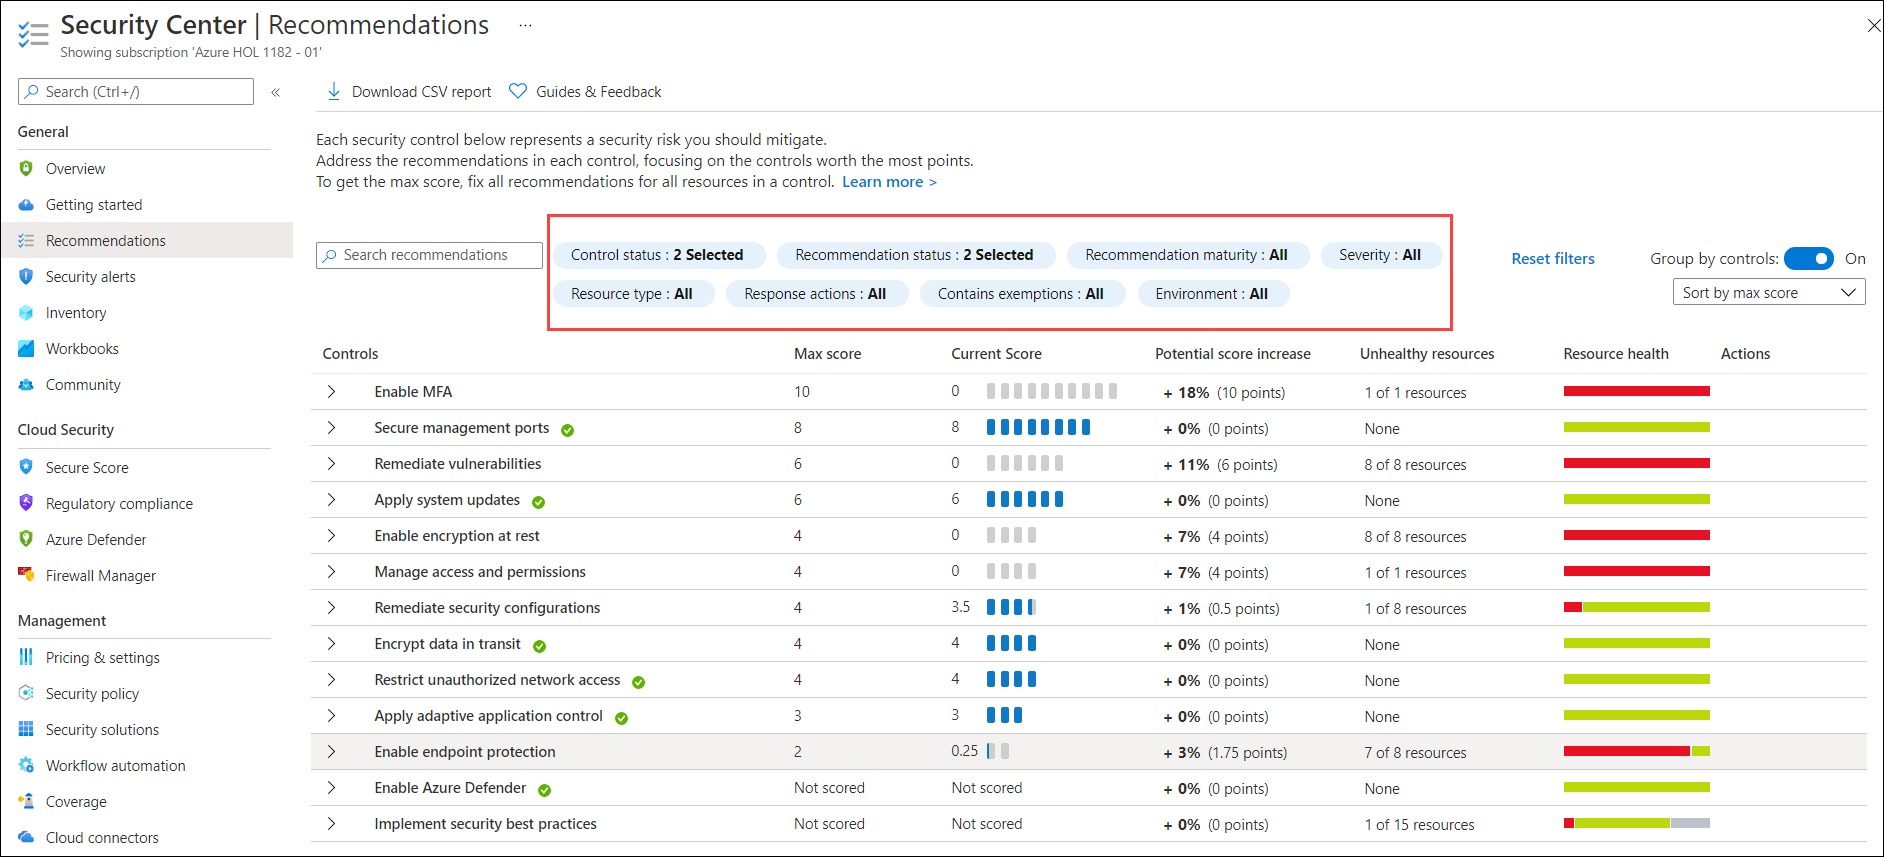 Security Center | Recommendations ...
Showing subscription 'Azure HOL 1182 - 01'
Search (Ctrl+/)
«
General
Overview
Getting started
Recommendations
Security alerts
Inventory
Workbooks
Community
Cloud Security
Secure Score
Regulatory compliance
Azure Defender
Firewall Manager
Management
Pricing & settings
Security policy
Security solutions
Workflow automation
Coverage
Cloud connectors
Download CSV report Guides & Feedback
Each security control below represents a security risk you should mitigate.
Address the recommendations in each control, focusing on the controls worth the most points.
To get the max score, fix all recommendations for all resources in a control. Learn more >
Search recommendations Control status : 2 Selected Recommendation status : 2 Selected Recommendation maturity : All Severity : All
Resource type : All Response actions : All Contains exemptions : All Environment : All
Reset filters Group by controls: On
Sort by max score
Controls Max score Current Score Potential score increase Unhealthy resources Resource health Actions
Enable MFA 10 0 + 18% (10 points) 1 of 1 resources
Secure management ports 8 8 + 0% (0 points) None
Remediate vulnerabilities 6 0 + 11% (6 points) 8 of 8 resources
Apply system updates 6 6 + 0% (0 points) None
Enable encryption at rest 4 0 + 7% (4 points) 8 of 8 resources
Manage access and permissions 4 0 + 7% (4 points) 1 of 1 resources
Remediate security configurations 4 3.5 + 1% (0.5 points) 1 of 8 resources
Encrypt data in transit 4 4 + 0% (0 points) None
Restrict unauthorized network access 4 4 + 0% (0 points) None
Apply adaptive application control 3 3 + 0% (0 points) None
Enable endpoint protection 2 0.25 + 3% (1.75 points) 7 of 8 resources
Enable Azure Defender Not scored Not scored + 0% (0 points) None
Implement security best practices Not scored Not scored + 0% (0 points) 1 of 15 resources